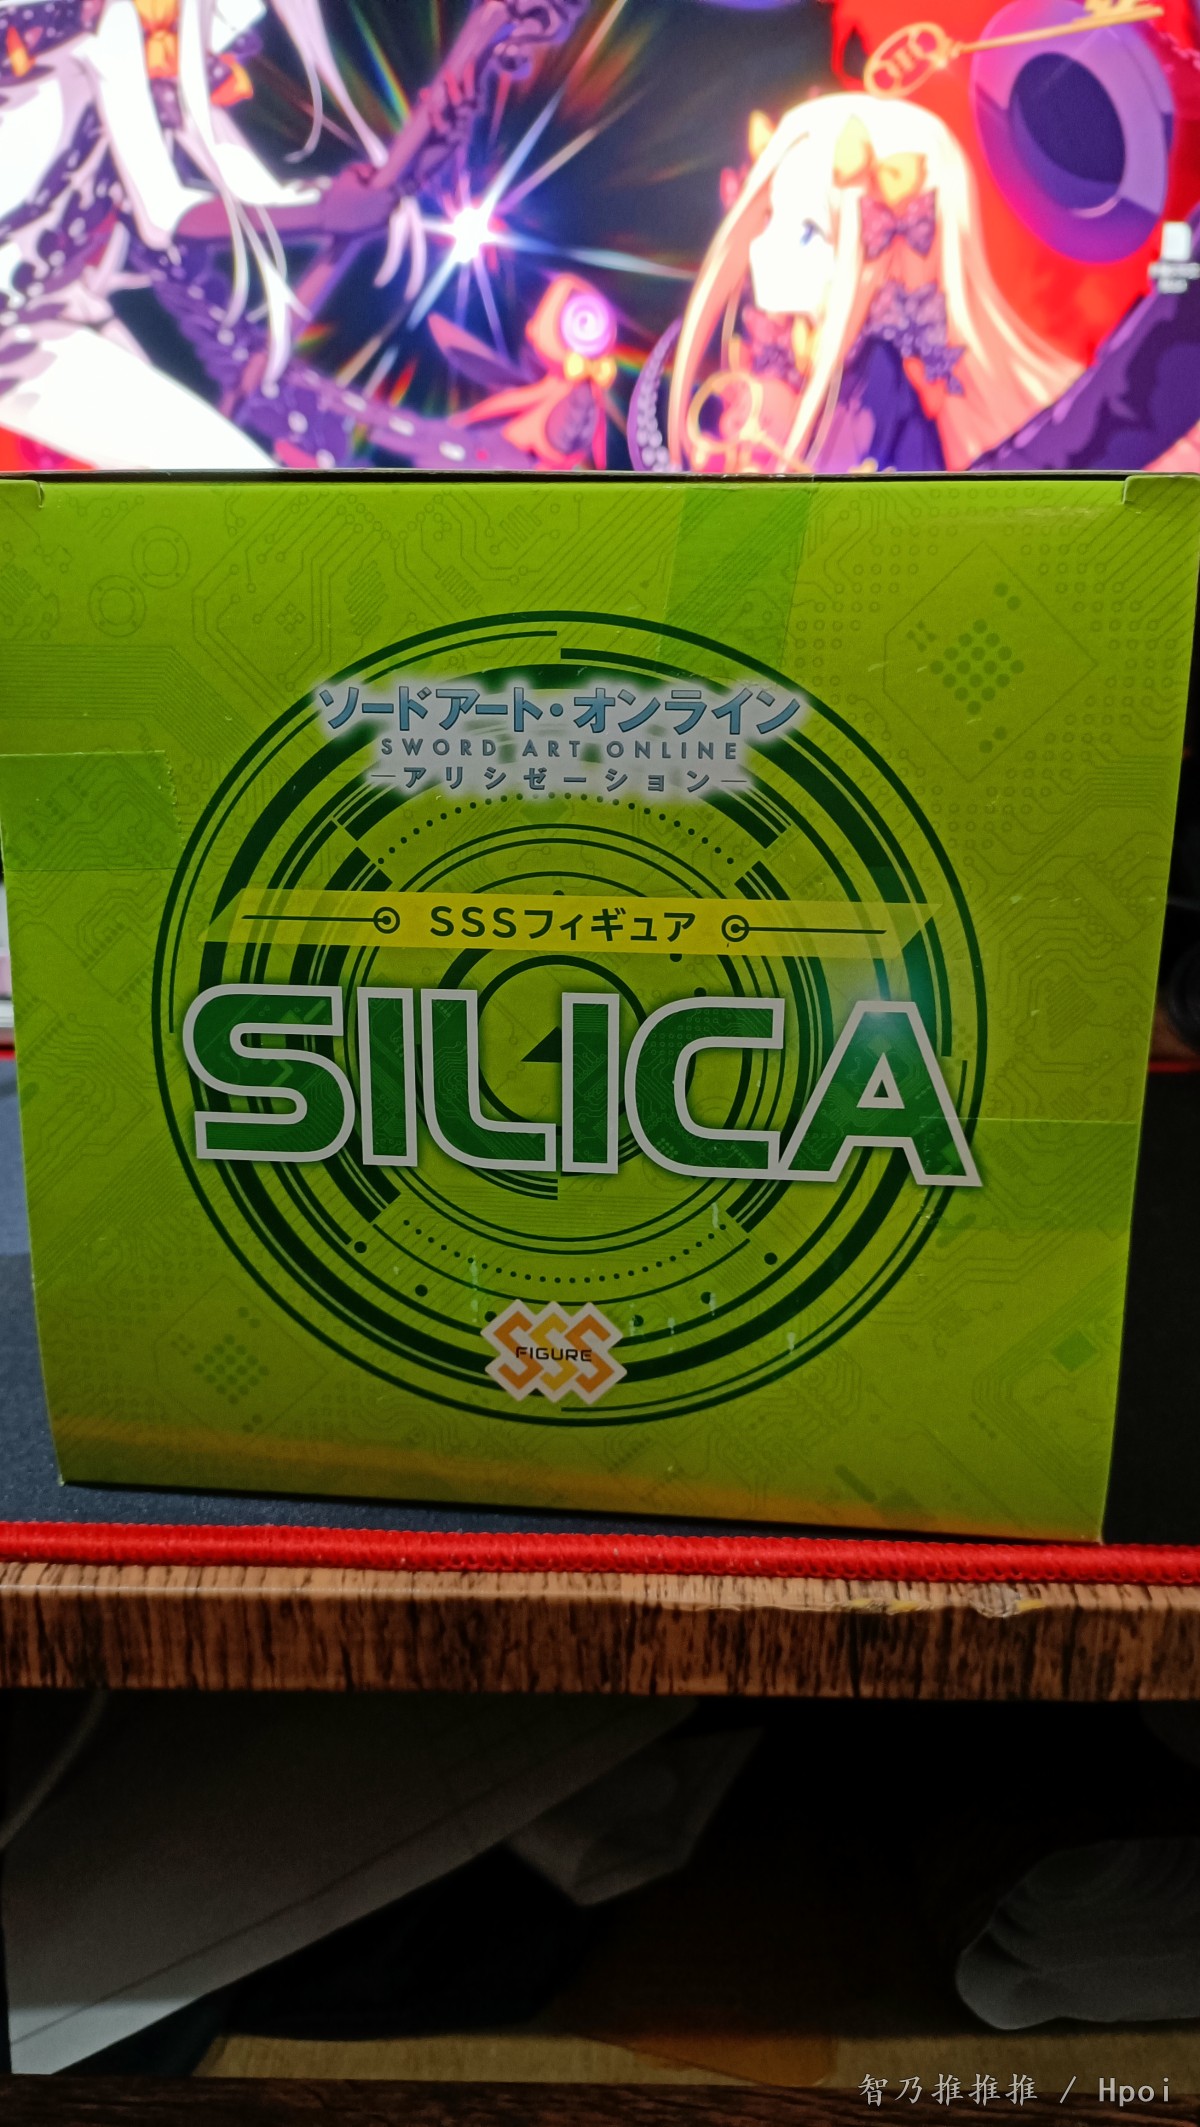 ソードアート・オンライン
SWORD ART ONLINE
アリシゼーション
SSSフィギュア
SILICA
SSS
FIGURE
智乃推推推 / Hpoi